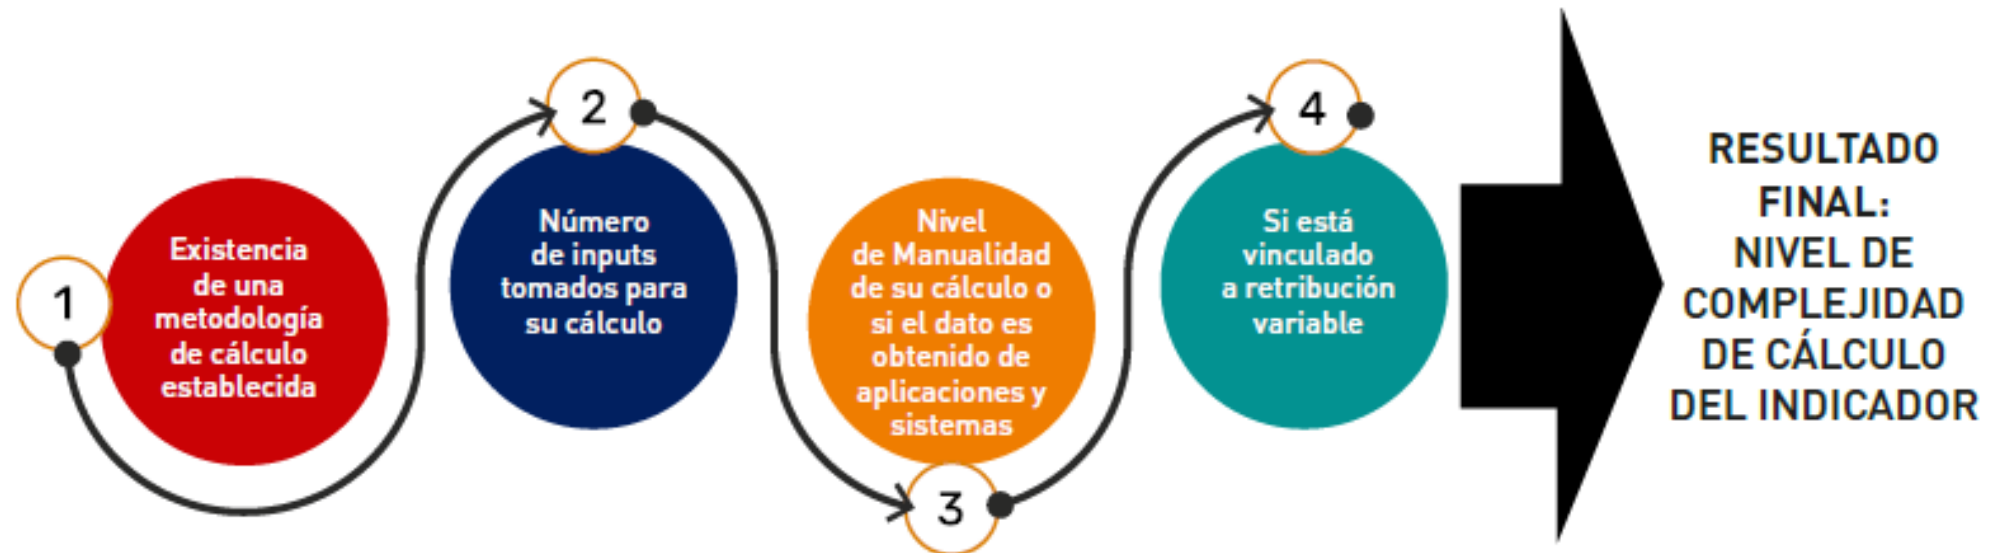 1
Existencia
de una
metodología
de cálculo
establecida
2
Número
de inputs
tomados para
su cálculo
3
Nivel
de Manualidad
de su cálculo o
si el dato es
obtenido de
aplicaciones y
sistemas
4
Si está
vinculado
a retribución
variable
RESULTADO
FINAL:
NIVEL DE
COMPLEJIDAD
DE CÁLCULO
DEL INDICADOR